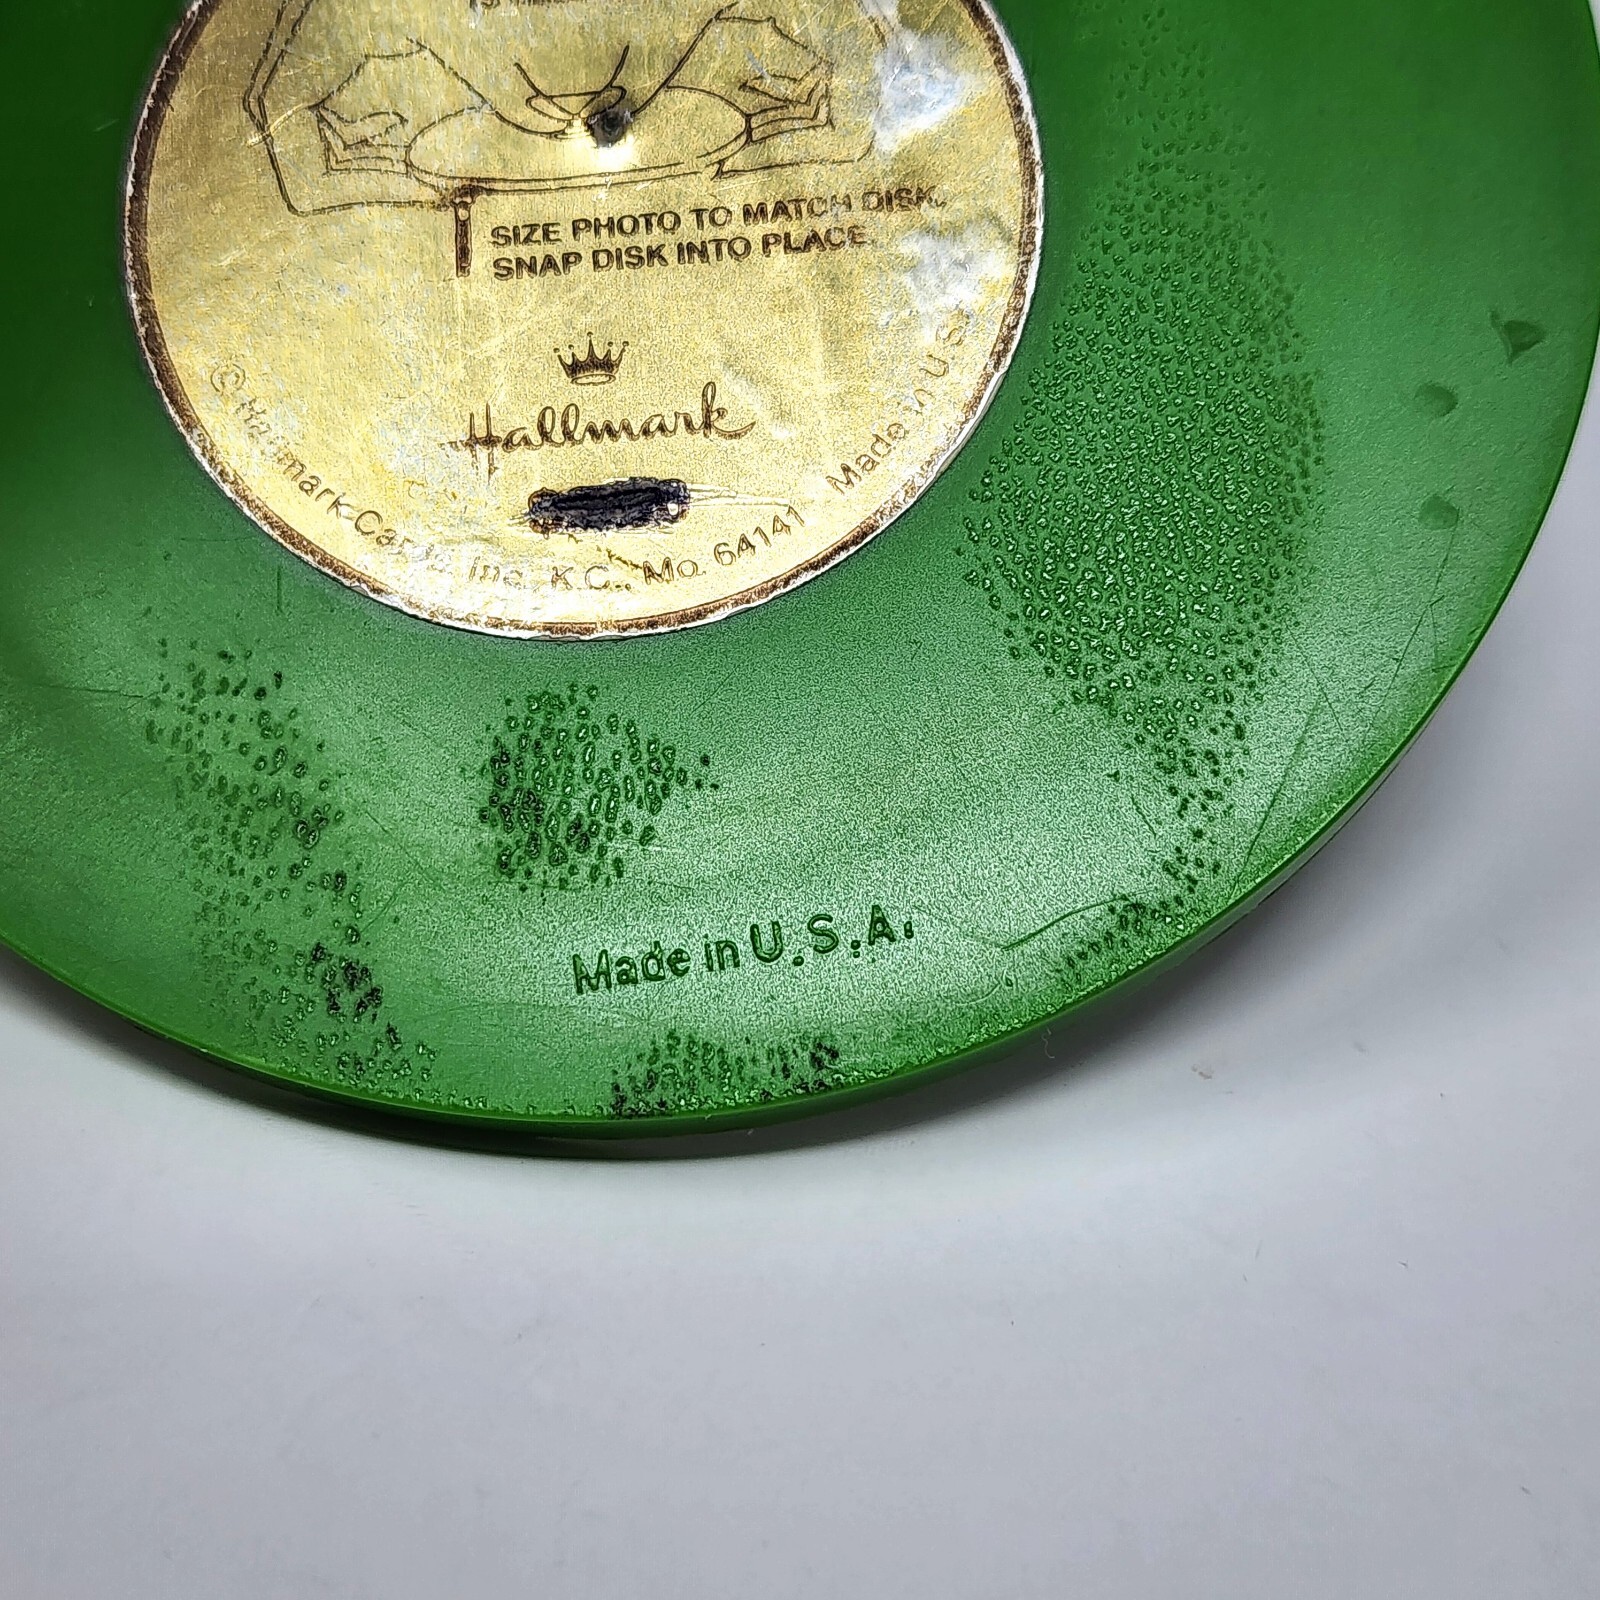 SIZE PHOTO TO MATCH DISK.
SNAP DISK INTO PLACE
Hallmark
© Hallmark Cards, Inc. K.C., Mo. 64141 Made in U.S.
Made in U.S.A.